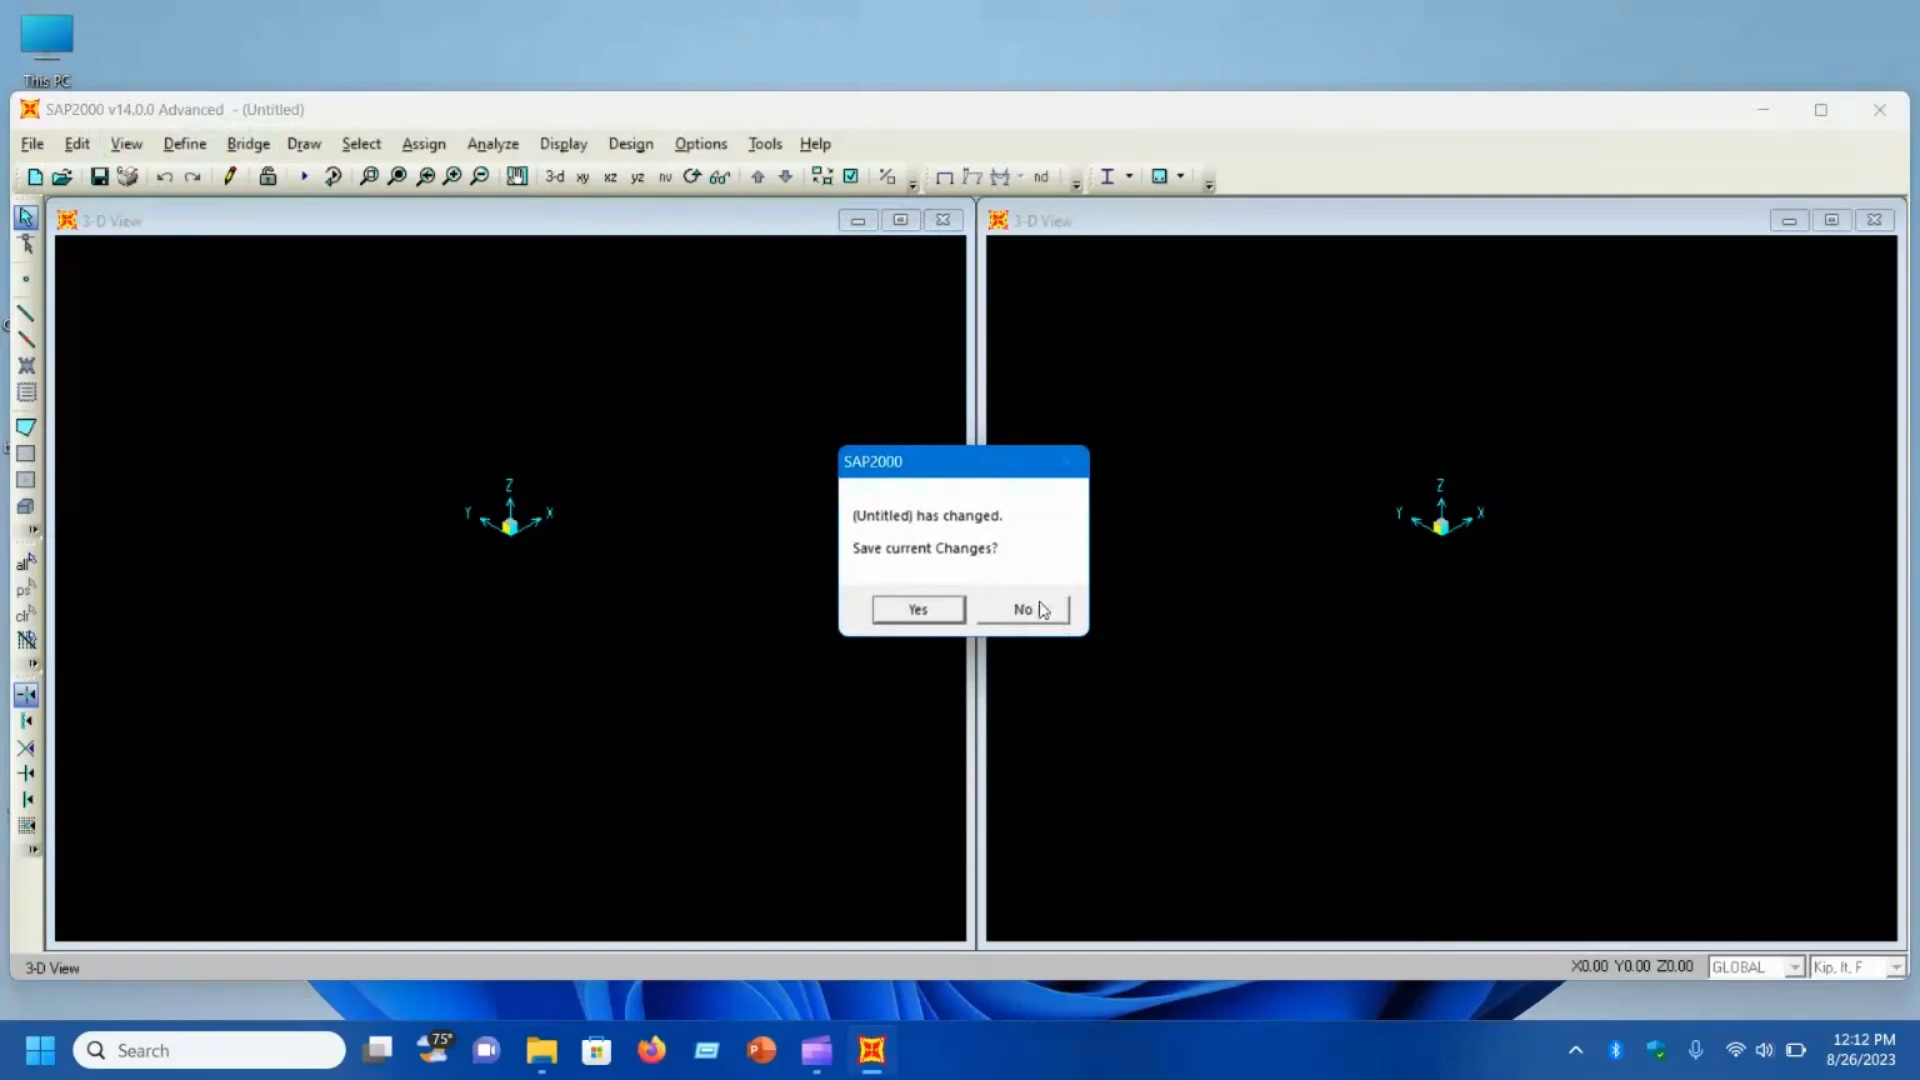 This PC
SAP2000 v14.0.0 Advanced - (Untitled)
File Edit View Define Bridge Draw Select Assign Analyze Display Design Options Tools Help
3-d xy xz yz nv nd
3-D View
3-D View
Z
Y X
Z
Y X
SAP2000
(Untitled) has changed.
Save current Changes?
Yes No
all
ps
clr
3-D View
X0.00 Y0.00 Z0.00 GLOBAL Kip, ft, F
Search
75°
12:12 PM
8/26/2023